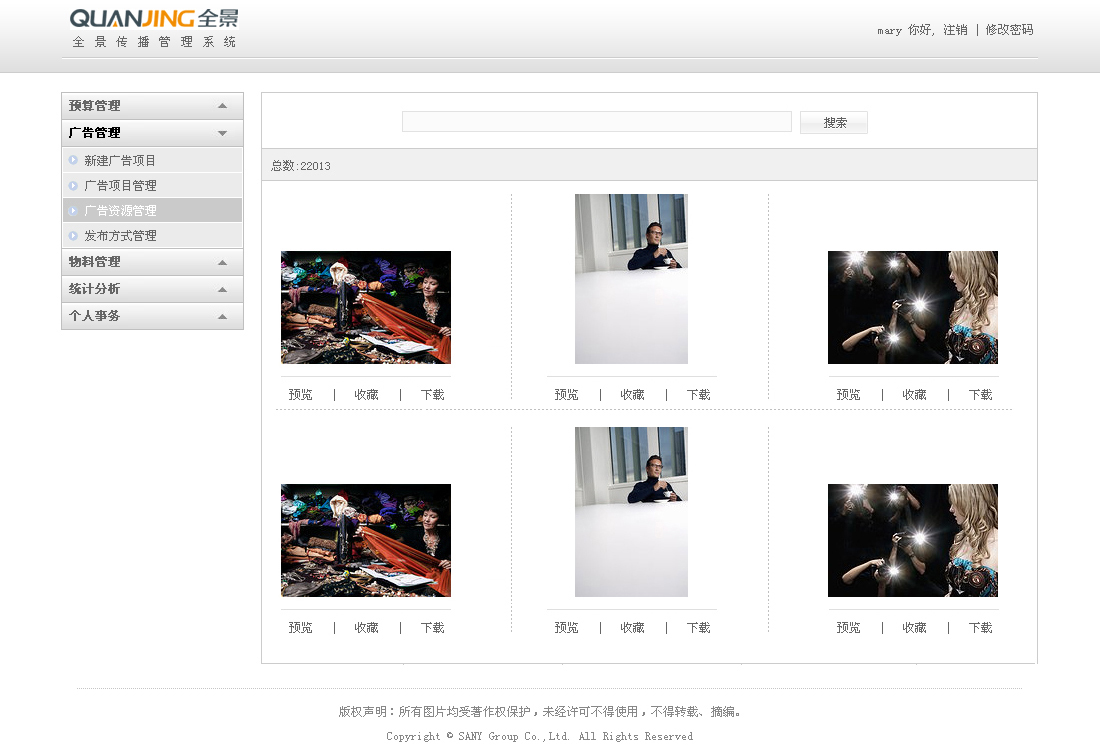 QUANJING全景
全景传播管理系统
mary 你好, 注销 | 修改密码
预算管理
广告管理
新建广告项目
广告项目管理
广告资源管理
发布方式管理
物料管理
统计分析
个人事务
搜索
总数:22013
预览 | 收藏 | 下载
预览 | 收藏 | 下载
预览 | 收藏 | 下载
预览 | 收藏 | 下载
预览 | 收藏 | 下载
预览 | 收藏 | 下载
版权声明：所有图片均受著作权保护，未经许可不得使用，不得转载、摘编。
Copyright © SANY Group Co.,Ltd. All Rights Reserved